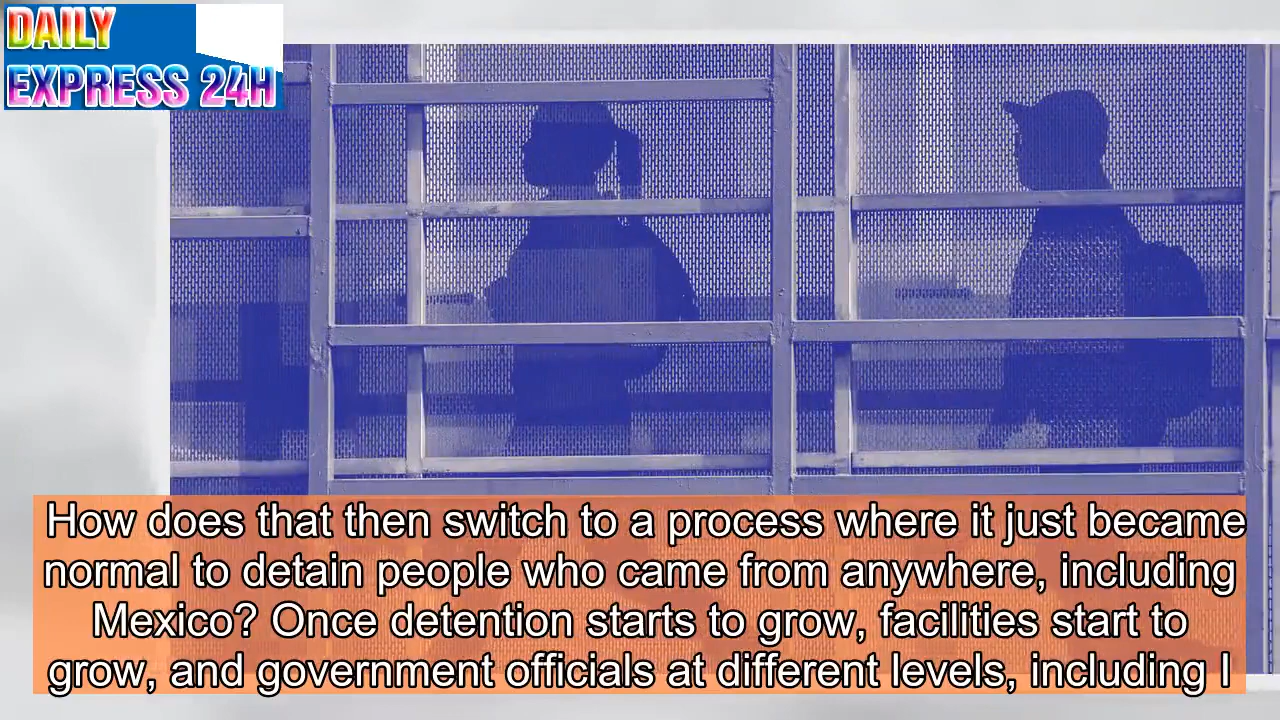 DAILY
EXPRESS 24H
How does that then switch to a process where it just became
normal to detain people who came from anywhere, including
Mexico? Once detention starts to grow, facilities start to
grow, and government officials at different levels, including I